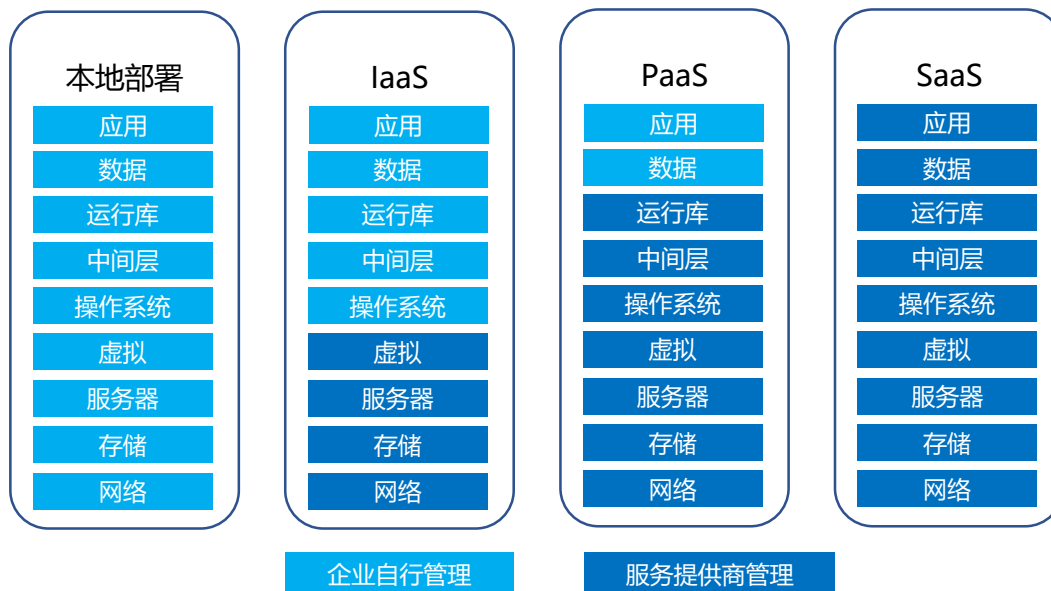 本地部署
应用
数据
运行库
中间层
操作系统
虚拟
服务器
存储
网络
IaaS
应用
数据
运行库
中间层
操作系统
虚拟
服务器
存储
网络
PaaS
应用
数据
运行库
中间层
操作系统
虚拟
服务器
存储
网络
SaaS
应用
数据
运行库
中间层
操作系统
虚拟
服务器
存储
网络
企业自行管理
服务提供商管理